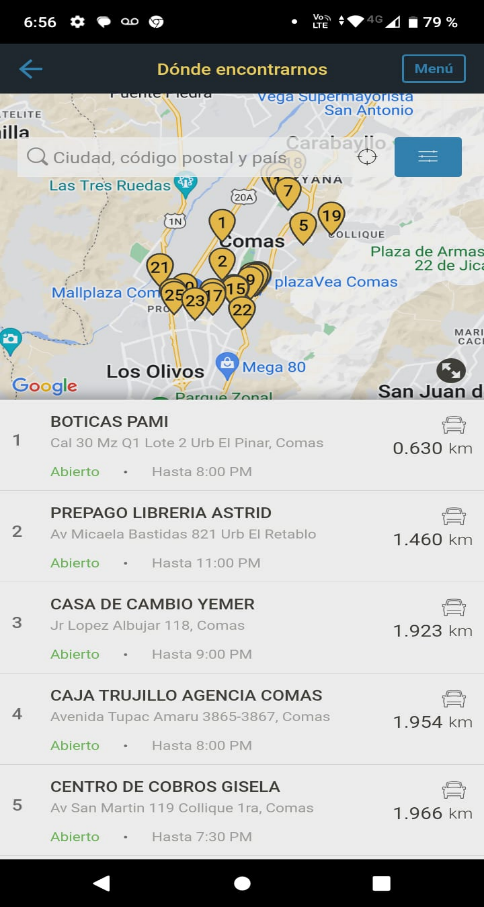 6:56
Vo))
LTE
4G
79 %
Dónde encontrarnos
Menú
Puente Piedra
Vega Supermayorista
San Antonio
illa
Carabayllo
Ciudad, código postal y país
18
Las Tres Ruedas
7
YANA
20A
1N
1
19
5
COLLIQUE
Comas
Plaza de Armas
22 de Jica
2
21
9
plazaVea Comas
Mallplaza Com
25
23
17
15
PRO
22
Los Olivos
Mega 80
Google
San Juan d
Parque Zonal
1
BOTICAS PAMI
Cal 30 Mz Q1 Lote 2 Urb El Pinar, Comas
0.630 km
Abierto • Hasta 8:00 PM
2
PREPAGO LIBRERIA ASTRID
Av Micaela Bastidas 821 Urb El Retablo
1.460 km
Abierto • Hasta 11:00 PM
3
CASA DE CAMBIO YEMER
Jr Lopez Albujar 118, Comas
1.923 km
Abierto • Hasta 9:00 PM
4
CAJA TRUJILLO AGENCIA COMAS
Avenida Tupac Amaru 3865-3867, Comas
1.954 km
Abierto • Hasta 8:00 PM
5
CENTRO DE COBROS GISELA
Av San Martin 119 Collique 1ra, Comas
1.966 km
Abierto • Hasta 7:30 PM